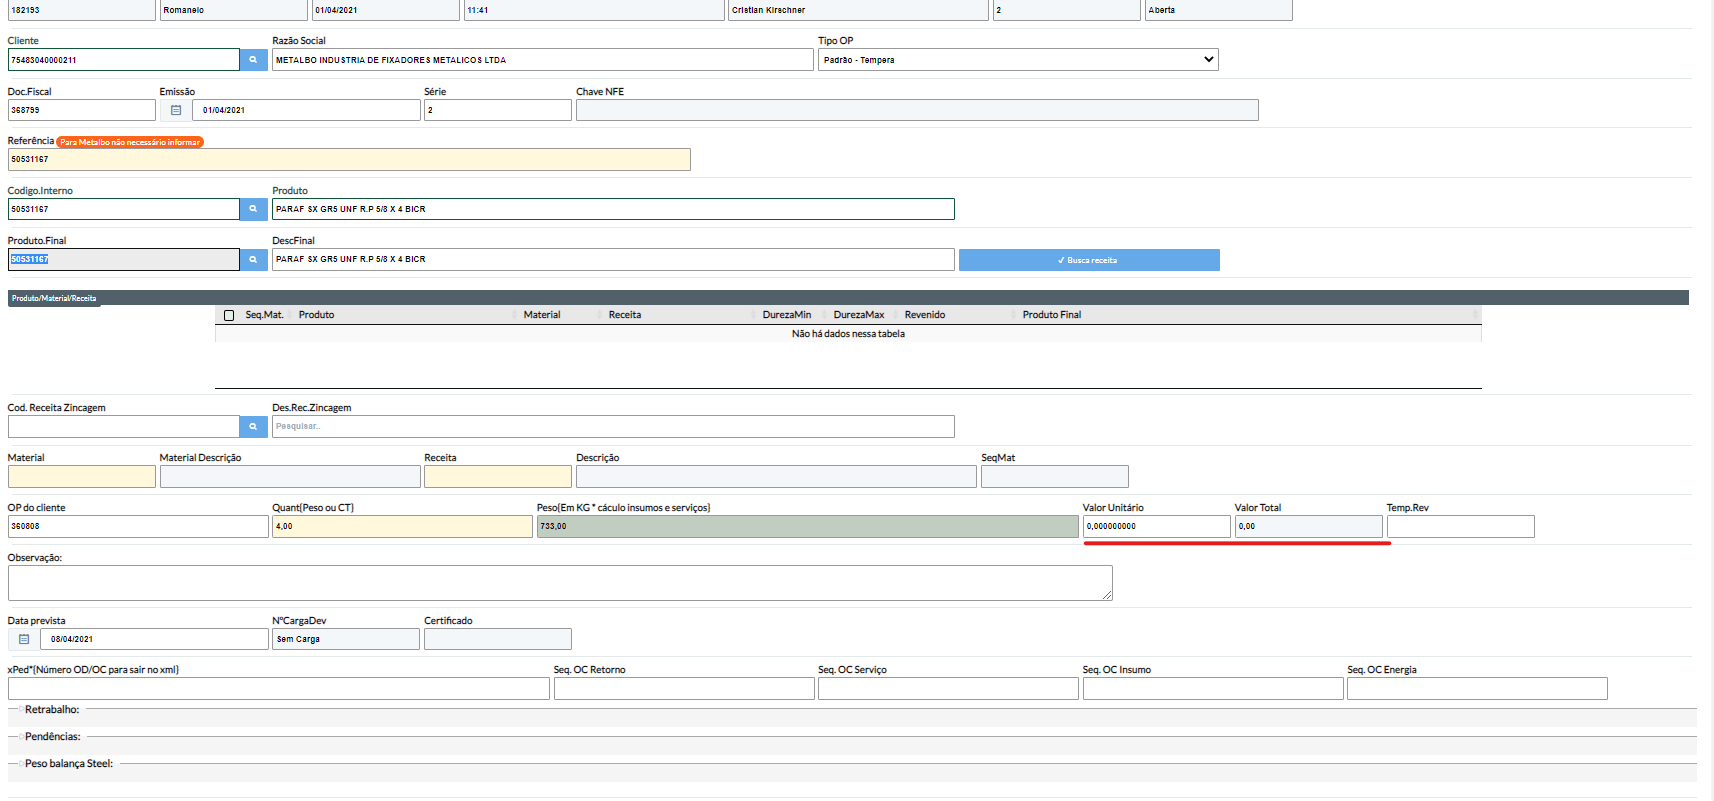 182193 Romaneio 01/04/2021 11:41 Cristian Kirschner 2 Aberta
Cliente Razão Social Tipo OP
75483040000211 METALBO INDUSTRIA DE FIXADORES METALICOS LTDA Padrão - Tempera
Doc.Fiscal Emissão Série Chave NFE
368799 01/04/2021 2
Referência Para Metalbo não necessário informar
50531167
Codigo.Interno Produto
50531167 PARAF SX GR5 UNF R.P 5/8 X 4 BICR
Produto.Final DescFinal
50531167 PARAF SX GR5 UNF R.P 5/8 X 4 BICR ✓ Busca receita
Produto/Material/Receita
Seq.Mat. Produto Material Receita DurezaMin DurezaMax Revenido Produto Final
Não há dados nessa tabela
Cod. Receita Zincagem Des.Rec.Zincagem
Pesquisar..
Material Material Descrição Receita Descrição SeqMat
OP do cliente Quant{Peso ou CT} Peso{Em KG * cáculo insumos e serviços} Valor Unitário Valor Total Temp.Rev
360808 4,00 733,00 0,000000000 0,00
Observação:
Data prevista NºCargaDev Certificado
08/04/2021 Sem Carga
xPed*{Número OD/OC para sair no xml} Seq. OC Retorno Seq. OC Serviço Seq. OC Insumo Seq. OC Energia
Retrabalho:
Pendências:
Peso balança Steel: